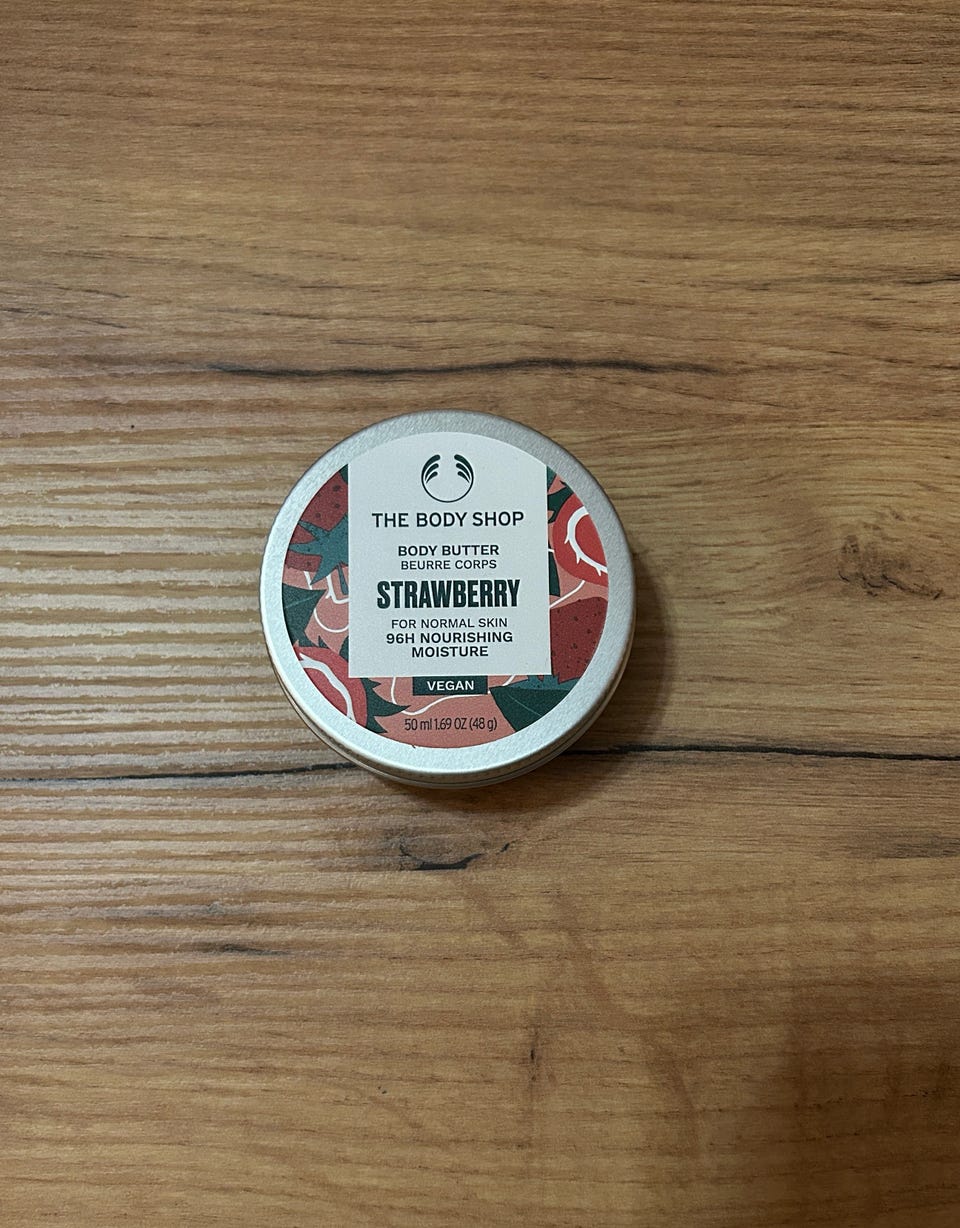 THE BODY SHOP
BODY BUTTER
BEURRE CORPS
STRAWBERRY
FOR NORMAL SKIN
96H NOURISHING
MOISTURE
VEGAN
50 ml 1.69 OZ (48 g)